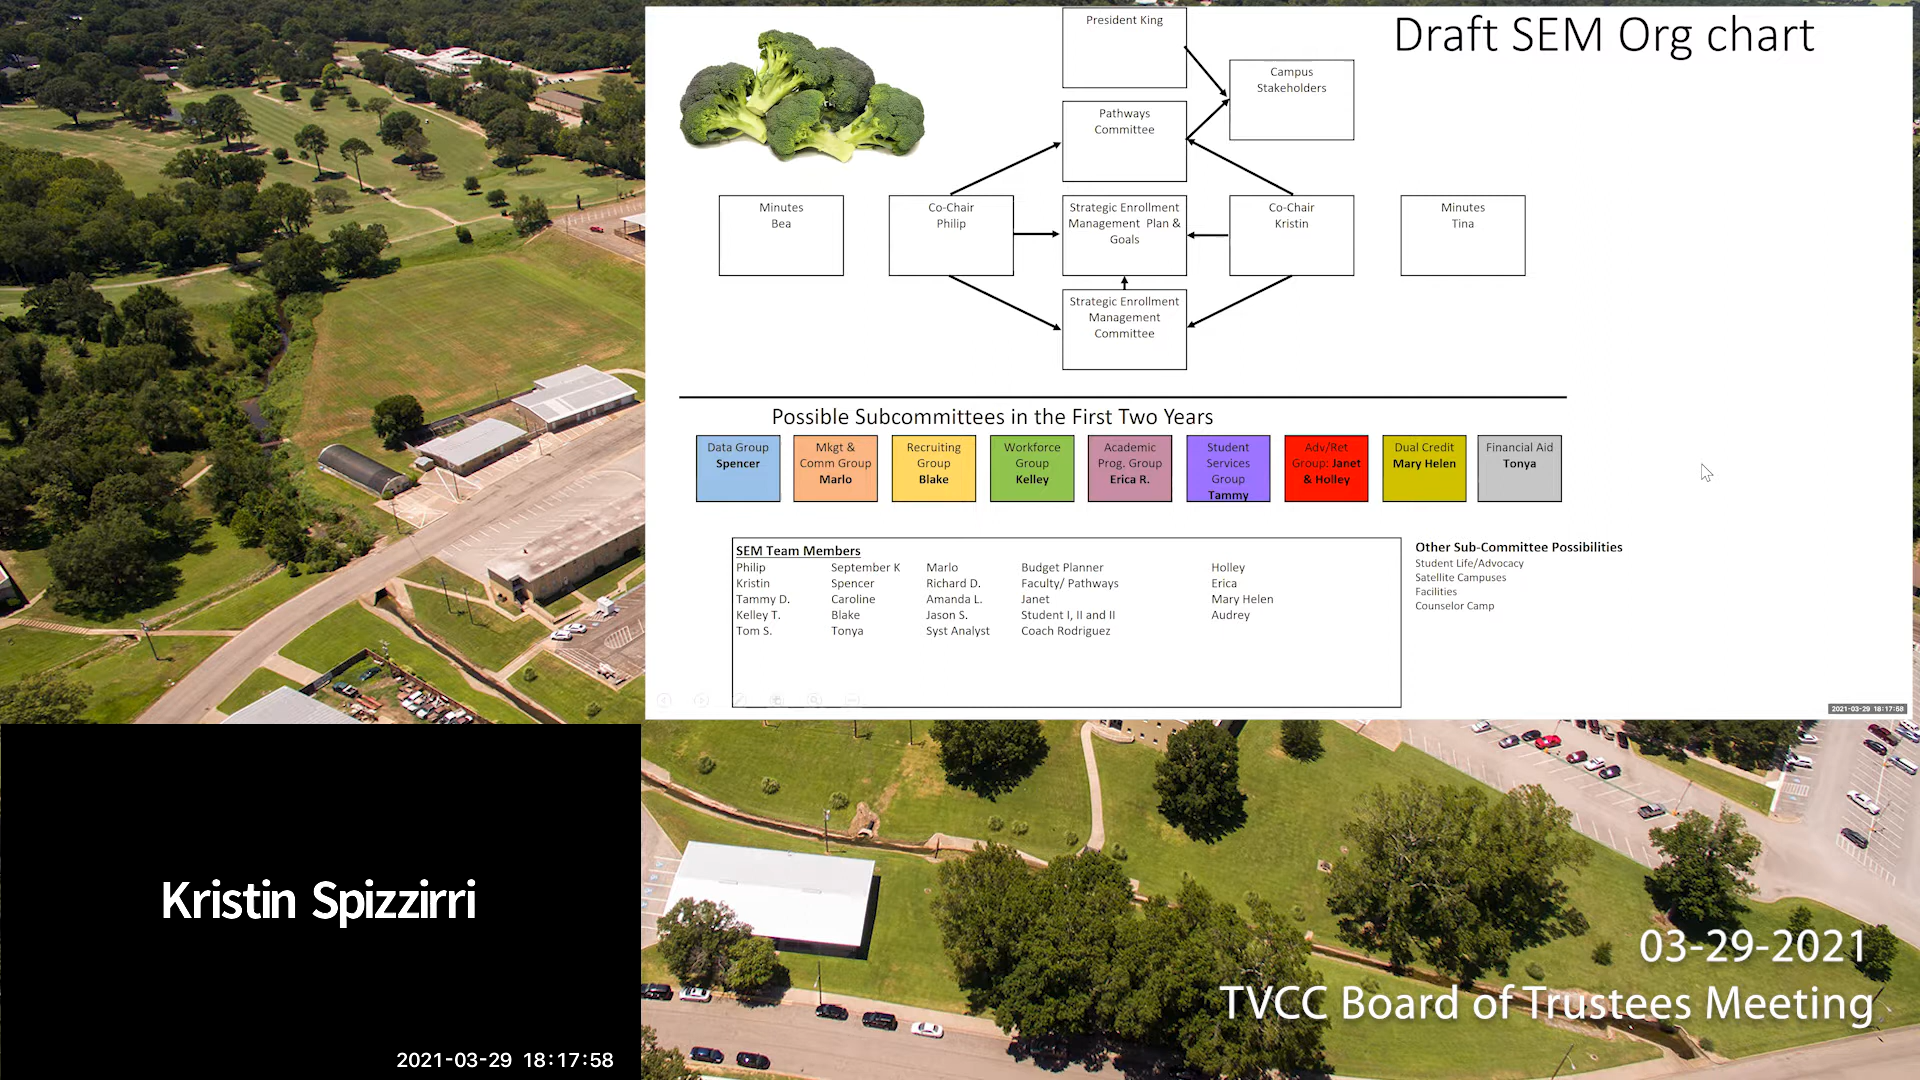 Draft SEM Org chart
President King
Campus
Stakeholders
Pathways
Committee
Minutes
Bea
Co-Chair
Philip
Strategic Enrollment
Management Plan &
Goals
Co-Chair
Kristin
Minutes
Tina
Strategic Enrollment
Management
Committee
Possible Subcommittees in the First Two Years
Data Group
Spencer
Mkgt &
Comm Group
Marlo
Recruiting
Group
Blake
Workforce
Group
Kelley
Academic
Prog. Group
Erica R.
Student
Services
Group
Tammy
Adv/Ret
Group: Janet
& Holley
Dual Credit
Mary Helen
Financial Aid
Tonya
SEM Team Members
Philip
Kristin
Tammy D.
Kelley T.
Tom S.
September K
Spencer
Caroline
Blake
Tonya
Marlo
Richard D.
Amanda L.
Jason S.
Syst Analyst
Budget Planner
Faculty/ Pathways
Janet
Student I, II and II
Coach Rodriguez
Holley
Erica
Mary Helen
Audrey
Other Sub-Committee Possibilities
Student Life/Advocacy
Satellite Campuses
Facilities
Counselor Camp
2021-03-29 18:17:58
Kristin Spizzirri
2021-03-29 18:17:58
03-29-2021
TVCC Board of Trustees Meeting